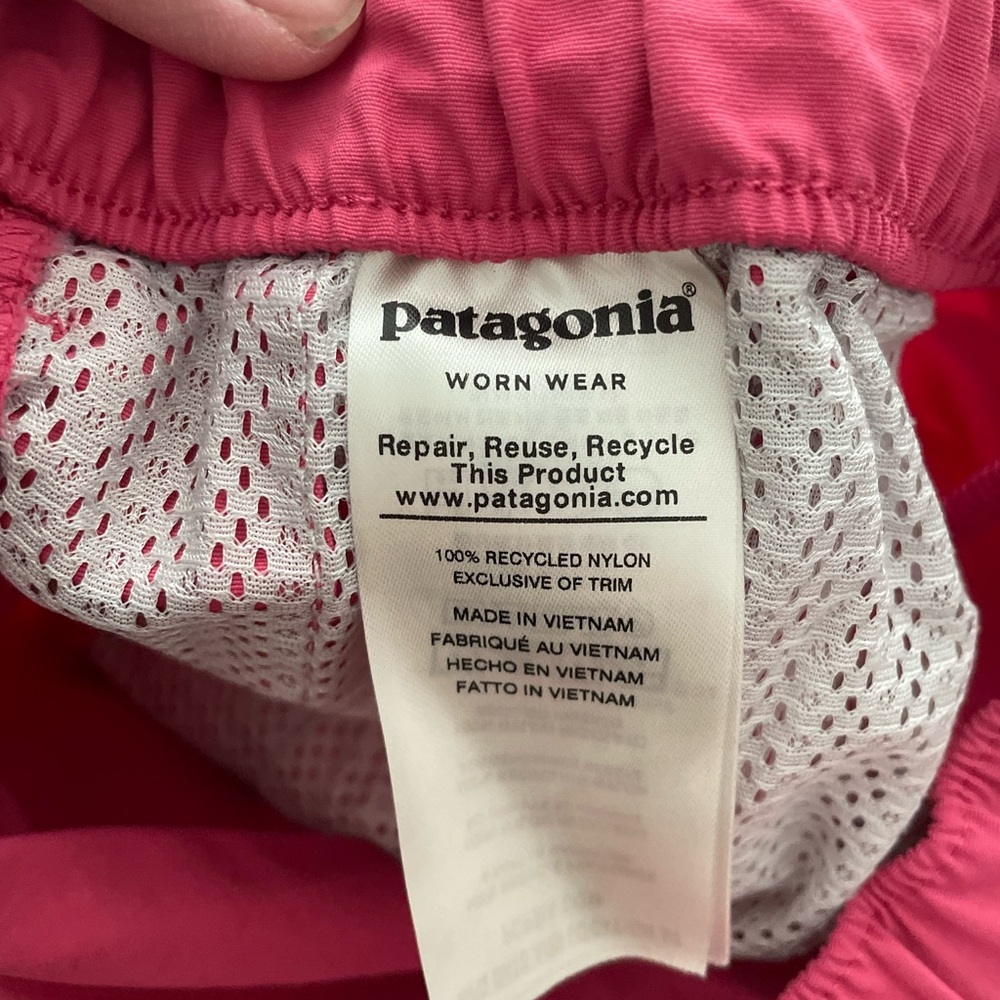 patagonia®
WORN WEAR
Repair, Reuse, Recycle
This Product
www.patagonia.com
100% RECYCLED NYLON
EXCLUSIVE OF TRIM
MADE IN VIETNAM
FABRIQUÉ AU VIETNAM
HECHO EN VIETNAM
FATTO IN VIETNAM